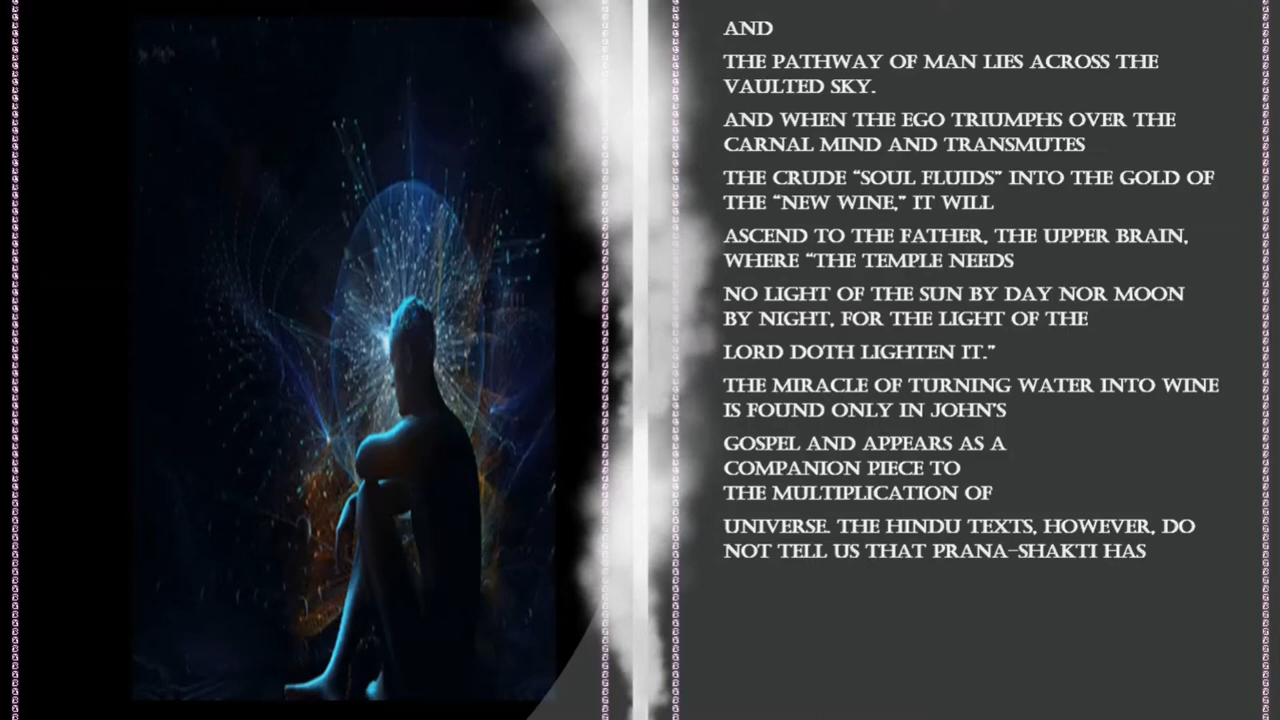 AND
THE PATHWAY OF MAN LIES ACROSS THE
VAULTED SKY.
AND WHEN THE EGO TRIUMPHS OVER THE
CARNAL MIND AND TRANSMUTES
THE CRUDE “SOUL FLUIDS” INTO THE GOLD OF
THE “NEW WINE,” IT WILL
ASCEND TO THE FATHER, THE UPPER BRAIN,
WHERE “THE TEMPLE NEEDS
NO LIGHT OF THE SUN BY DAY NOR MOON
BY NIGHT, FOR THE LIGHT OF THE
LORD DOTH LIGHTEN IT.”
THE MIRACLE OF TURNING WATER INTO WINE
IS FOUND ONLY IN JOHN’S
GOSPEL AND APPEARS AS A
COMPANION PIECE TO
THE MULTIPLICATION OF
UNIVERSE. THE HINDU TEXTS, HOWEVER, DO
NOT TELL US THAT PRANA–SHAKTI HAS